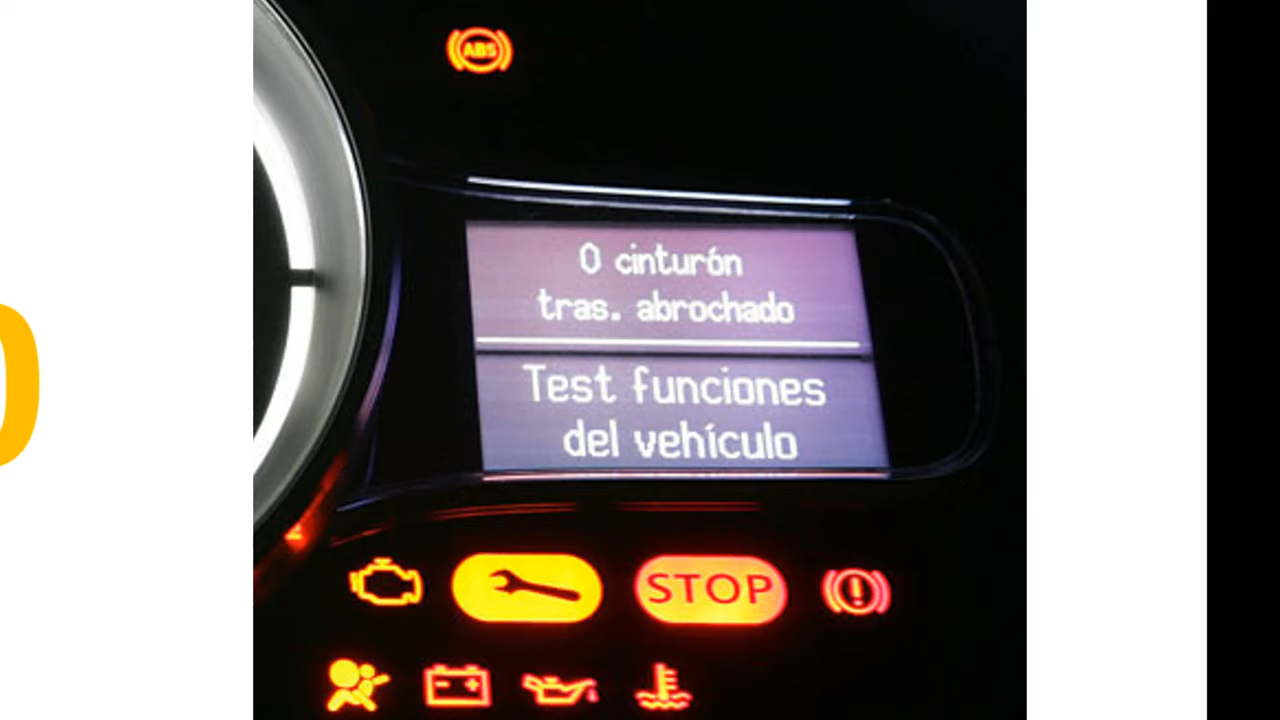 ABS
0 cinturón
tras. abrochado
Test funciones
del vehículo
STOP